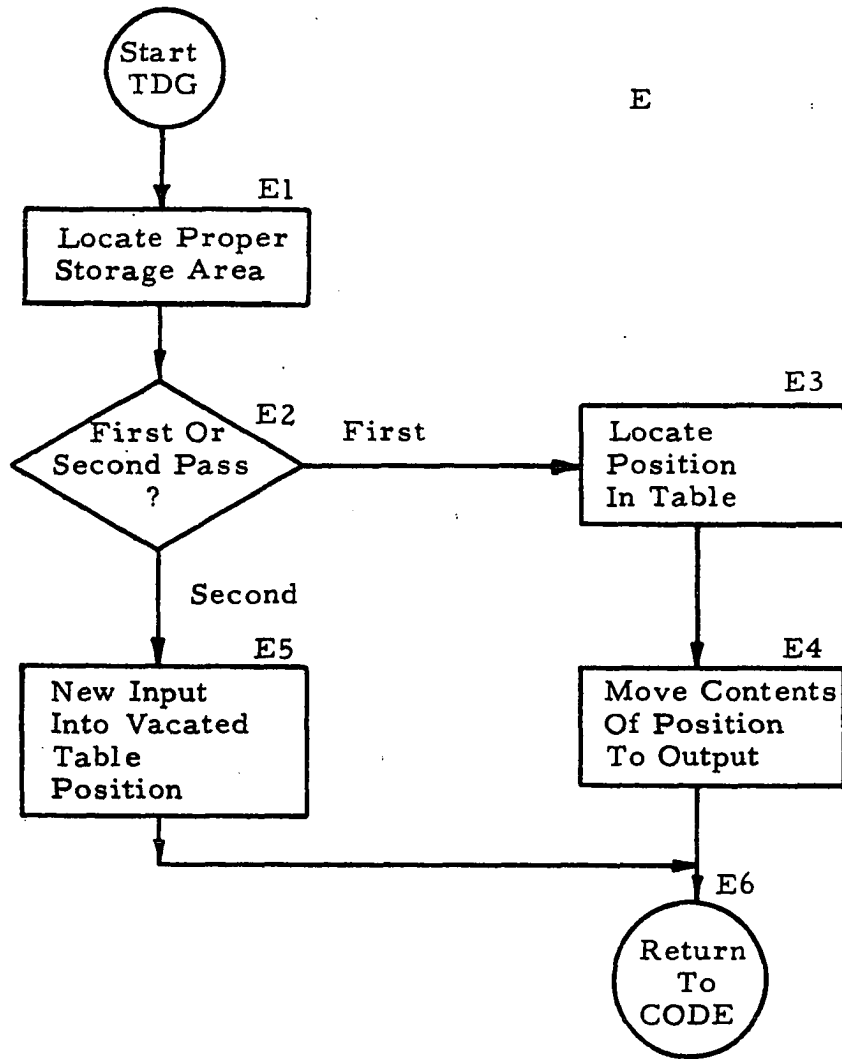 Start
TDG
E
E1
Locate Proper
Storage Area
E2
First Or
Second Pass
?
First
E3
Locate
Position
In Table
Second
E5
New Input
Into Vacated
Table
Position
E4
Move Contents
Of Position
To Output
E6
Return
To
CODE